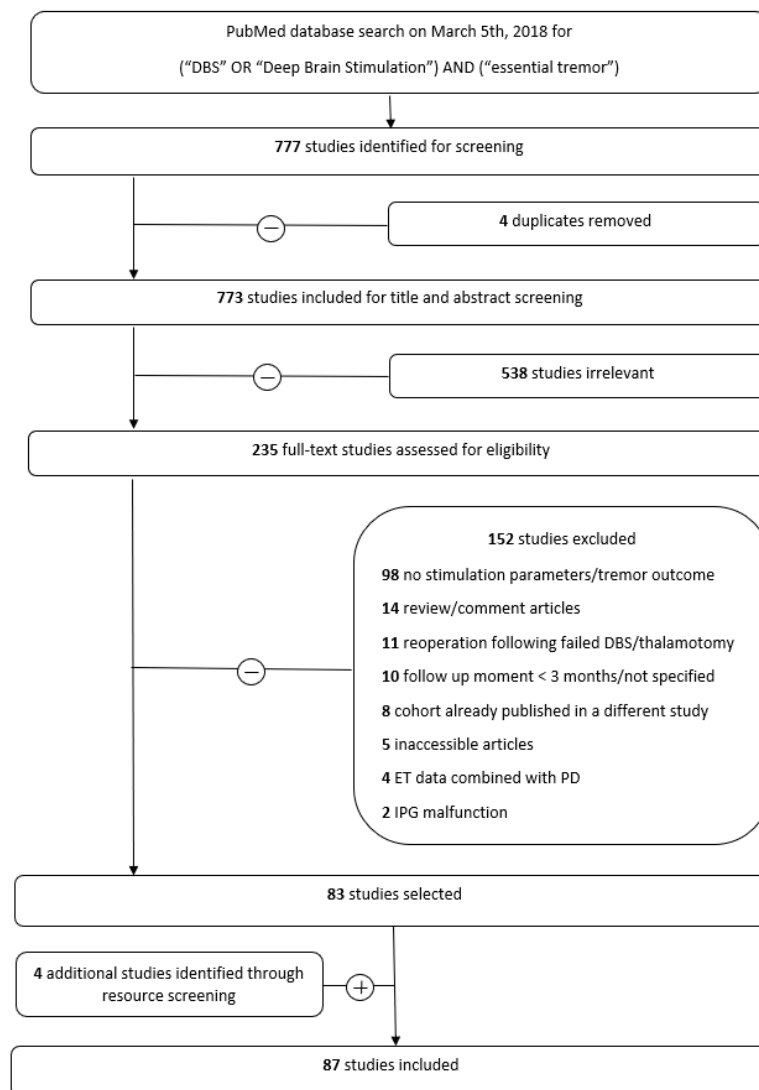 PubMed database search on March 5th, 2018 for
(“DBS” OR “Deep Brain Stimulation”) AND (“essential tremor”)
777 studies identified for screening
4 duplicates removed
773 studies included for title and abstract screening
538 studies irrelevant
235 full-text studies assessed for eligibility
152 studies excluded
98 no stimulation parameters/tremor outcome
14 review/comment articles
11 reoperation following failed DBS/thalamotomy
10 follow up moment < 3 months/not specified
8 cohort already published in a different study
5 inaccessible articles
4 ET data combined with PD
2 IPG malfunction
83 studies selected
4 additional studies identified through
resource screening
87 studies included